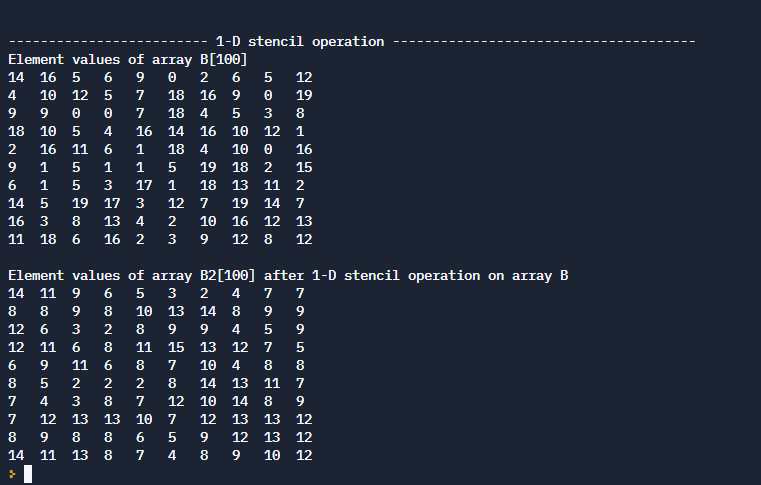 ------------------------- 1-D stencil operation --------------------------------------
Element values of array B[100]
14  16  5   6   9   0   2   6   5   12
4   10  12  5   7   18  16  9   0   19
9   9   0   0   7   18  4   5   3   8
18  10  5   4   16  14  16  10  12  1
2   16  11  6   1   18  4   10  0   16
9   1   5   1   1   5   19  18  2   15
6   1   5   3   17  1   18  13  11  2
14  5   19  17  3   12  7   19  14  7
16  3   8   13  4   2   10  16  12  13
11  18  6   16  2   3   9   12  8   12
Element values of array B2[100] after 1-D stencil operation on array B
14  11  9   6   5   3   2   4   7   7
8   8   9   8   10  13  14  8   9   9
12  6   3   2   8   9   9   4   5   9
12  11  6   8   11  15  13  12  7   5
6   9   11  6   8   7   10  4   8   8
8   5   2   2   2   8   14  13  11  7
7   4   3   8   7   12  10  14  8   9
7   12  13  13  10  7   12  13  13  12
8   9   8   8   6   5   9   12  13  12
14  11  13  8   7   4   8   9   10  12